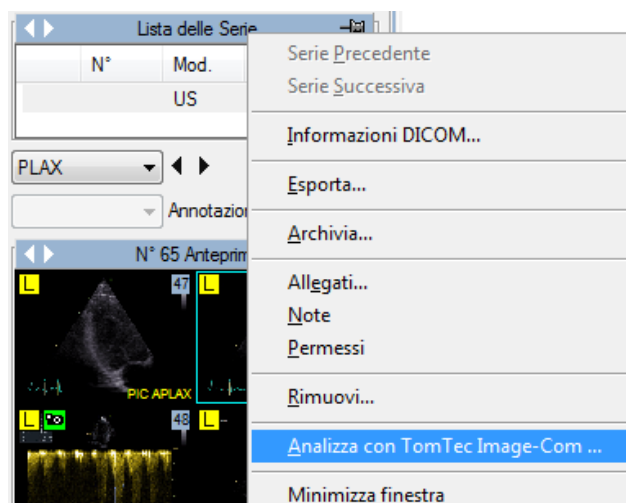 Lista delle Serie
N° Mod.
US
PLAX
Annotazion
N° 65 Anteprim
L 47 L
PIC APLAX
L 48 L
Serie Precedente
Serie Successiva
Informazioni DICOM...
Esporta...
Archivia...
Allegati...
Note
Permessi
Rimuovi...
Analizza con TomTec Image-Com ...
Minimizza finestra